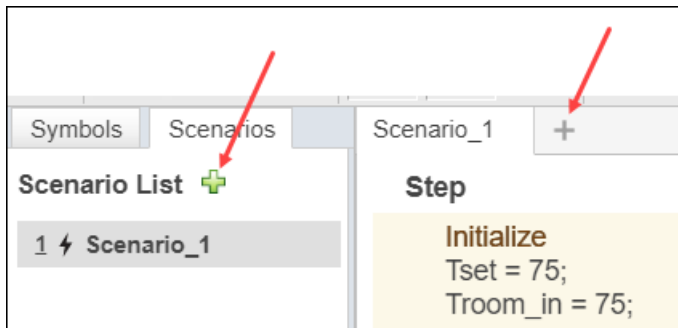 Symbols Scenarios
Scenario_1 +
Scenario List
Step
1 Scenario_1
Initialize
Tset = 75;
Troom_in = 75;